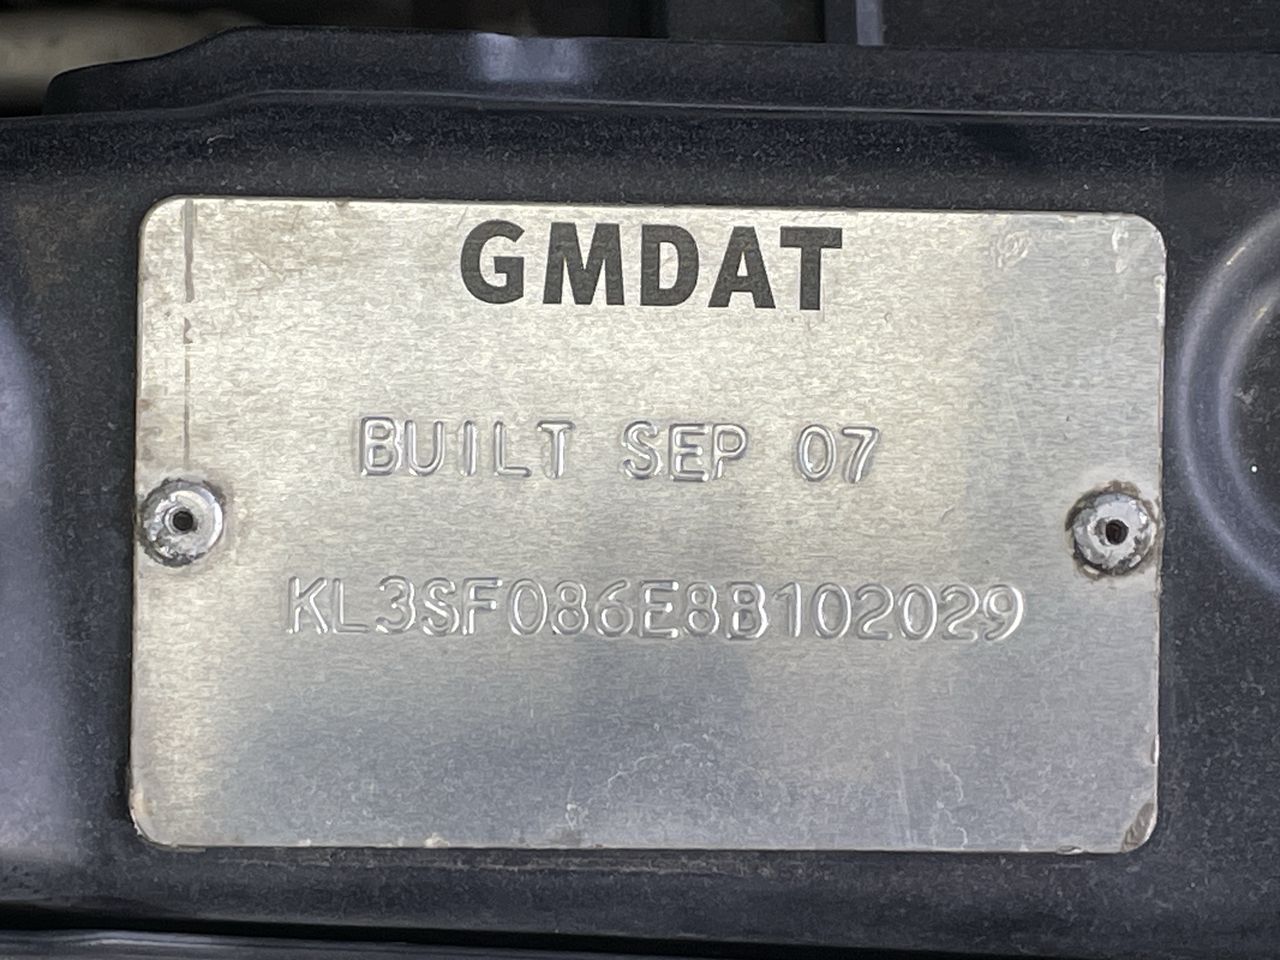 GMDAT
BUILT SEP 07
KL3SF086E8B102029